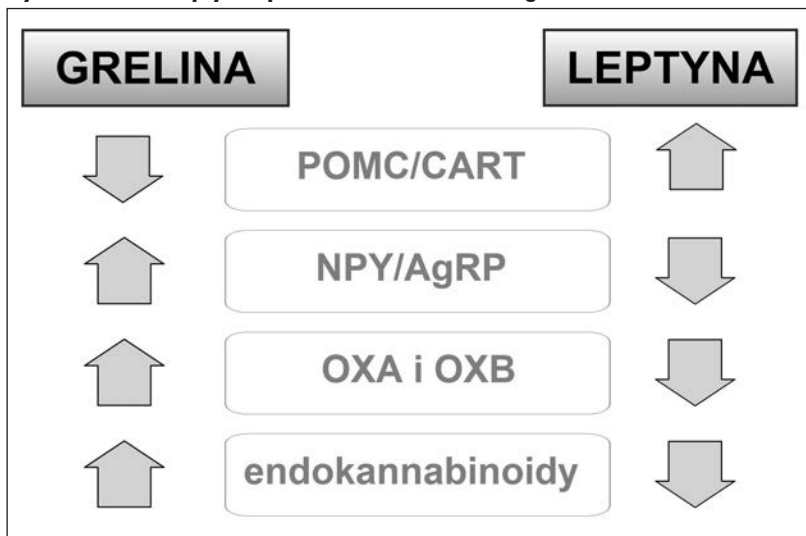 GRELINA
LEPTYNA
POMC/CART
NPY/AgRP
OXA i OXB
endokannabinoidy